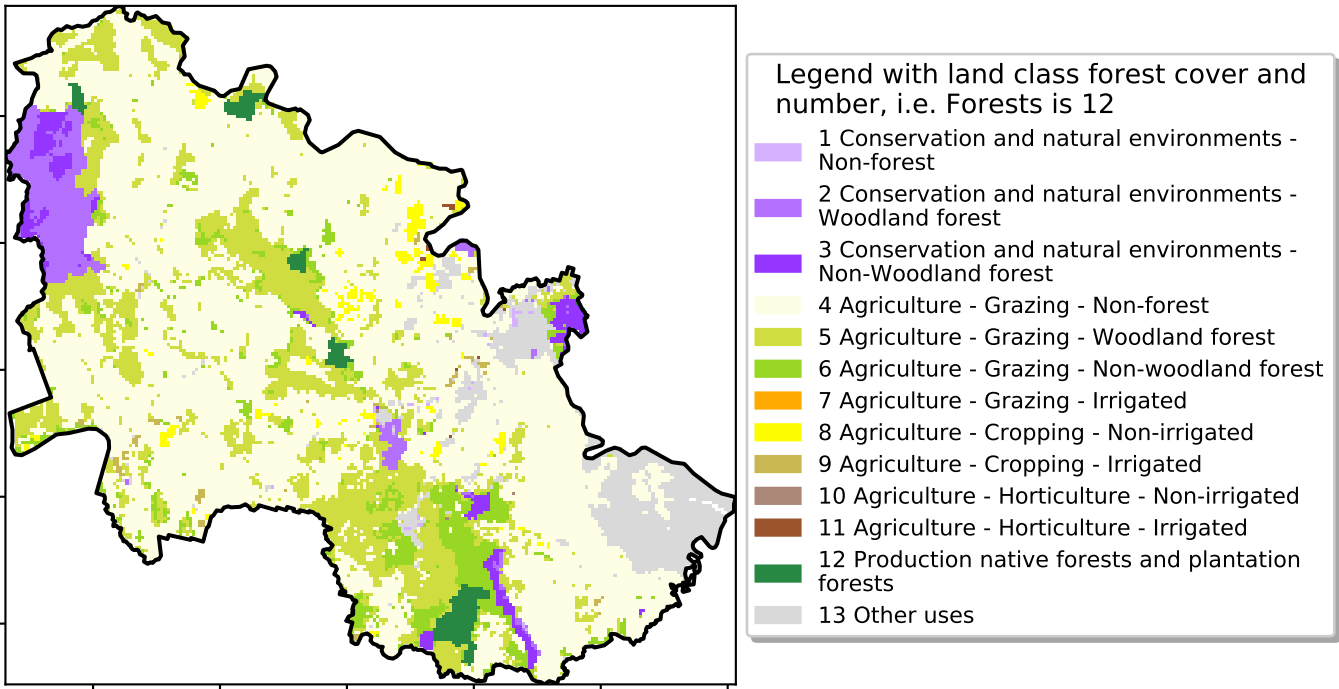 Legend with land class forest cover and
number, i.e. Forests is 12
1 Conservation and natural environments -
Non-forest
2 Conservation and natural environments -
Woodland forest
3 Conservation and natural environments -
Non-Woodland forest
4 Agriculture - Grazing - Non-forest
5 Agriculture - Grazing - Woodland forest
6 Agriculture - Grazing - Non-woodland forest
7 Agriculture - Grazing - Irrigated
8 Agriculture - Cropping - Non-irrigated
9 Agriculture - Cropping - Irrigated
10 Agriculture - Horticulture - Non-irrigated
11 Agriculture - Horticulture - Irrigated
12 Production native forests and plantation
forests
13 Other uses